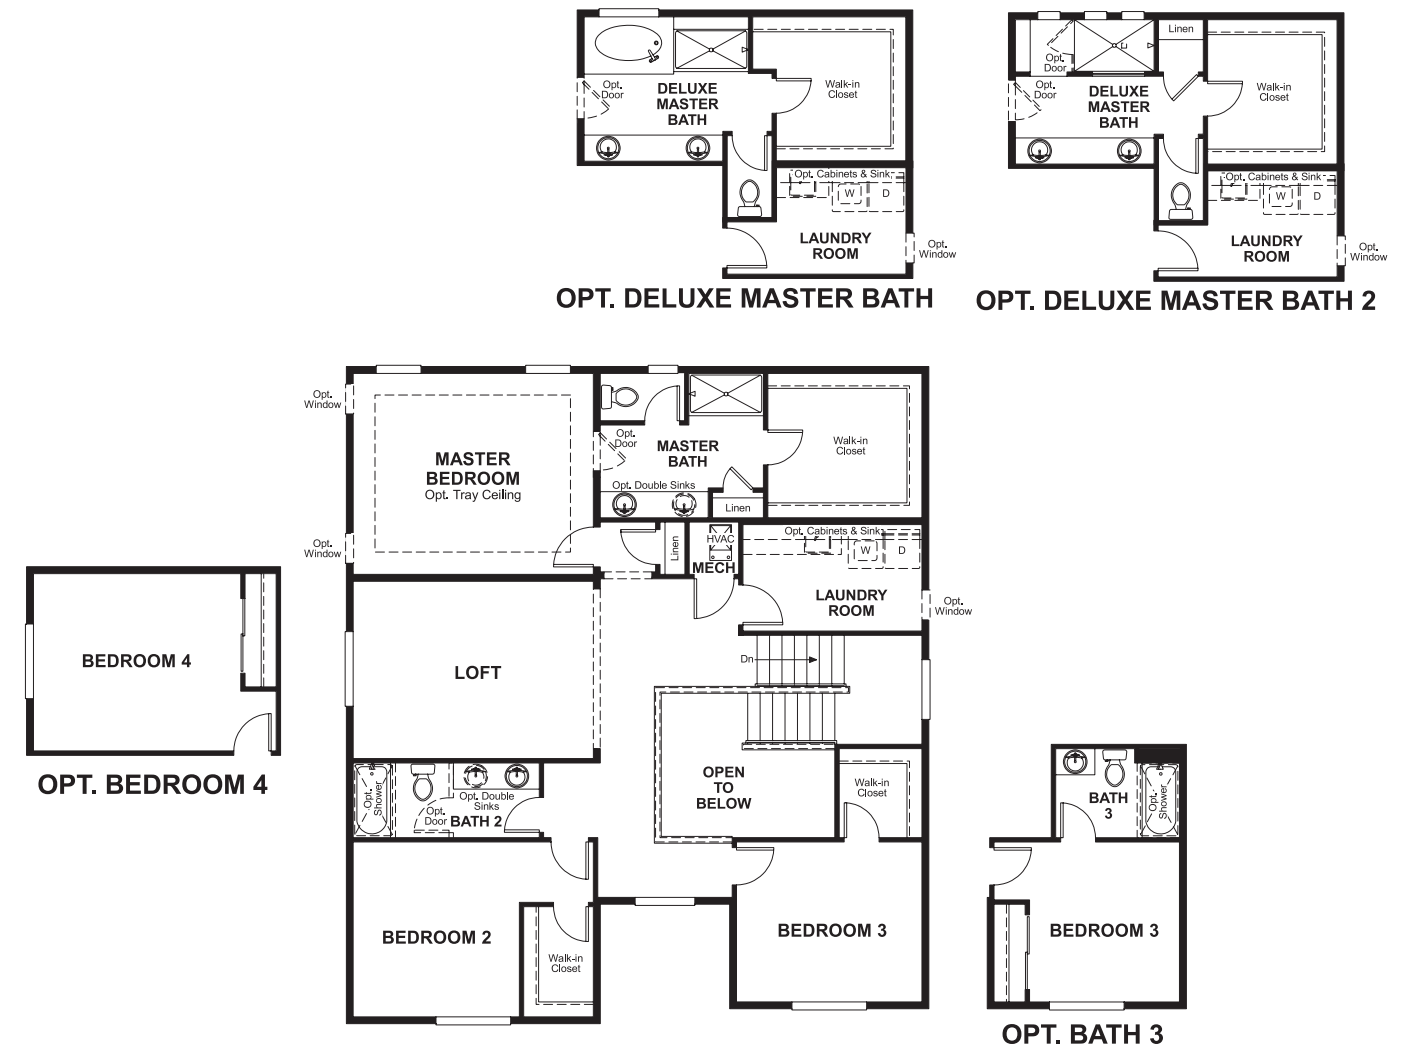 Opt.
Door
DELUXE
MASTER
BATH
Walk-in
Closet
Opt. Cabinets & Sink
W
D
LAUNDRY
ROOM
Opt.
Window
OPT. DELUXE MASTER BATH
Linen
Opt.
Door
Opt.
Door
DELUXE
MASTER
BATH
Walk-in
Closet
Opt. Cabinets & Sink
W
D
LAUNDRY
ROOM
Opt.
Window
OPT. DELUXE MASTER BATH 2
Opt.
Window
Opt.
Window
MASTER
BEDROOM
Opt. Tray Ceiling
Opt.
Door
MASTER
BATH
Opt. Double Sinks
Linen
Walk-in
Closet
Linen
HVAC
MECH
Opt. Cabinets & Sink
W
D
LAUNDRY
ROOM
Opt.
Window
BEDROOM 4
OPT. BEDROOM 4
LOFT
Dn
OPEN
TO
BELOW
Walk-in
Closet
Opt.
Shower
Opt. Double
Sinks
Opt.
Door
BATH 2
BEDROOM 2
Walk-in
Closet
BEDROOM 3
BATH
3
Opt.
Shower
BEDROOM 3
OPT. BATH 3